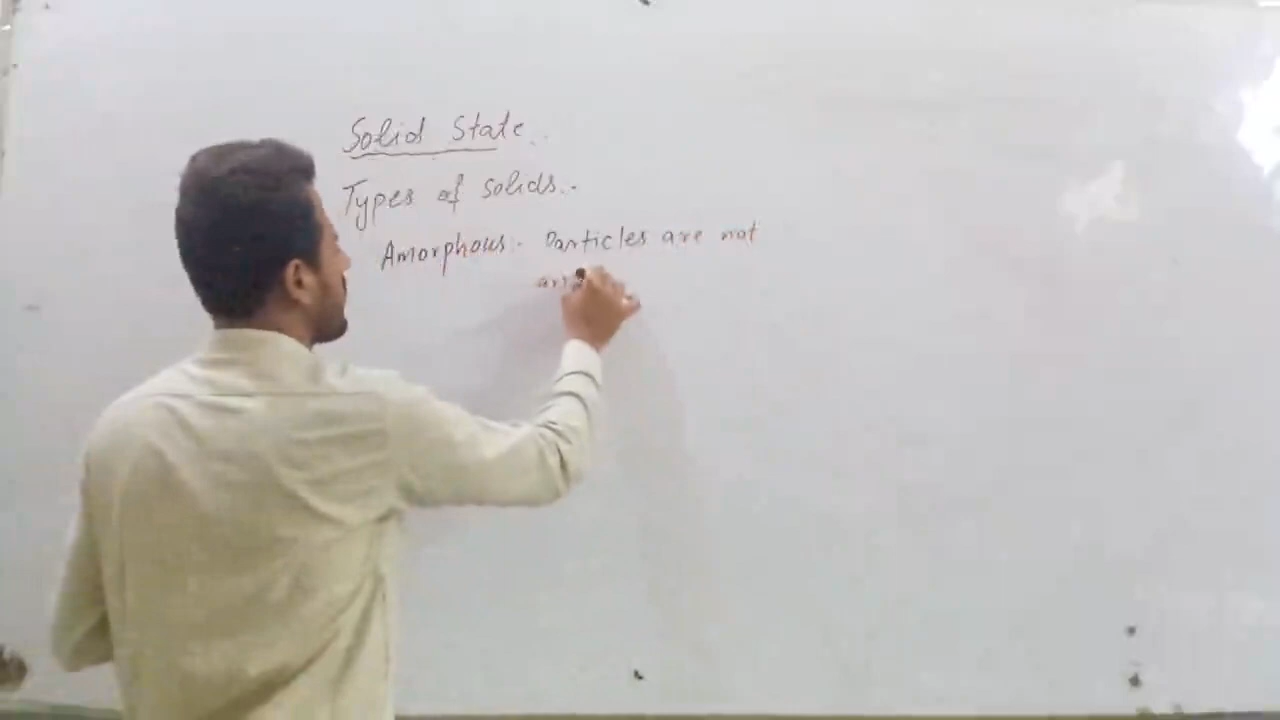 Solid State..
Types of Solids..
Amorphous:- Particles are not